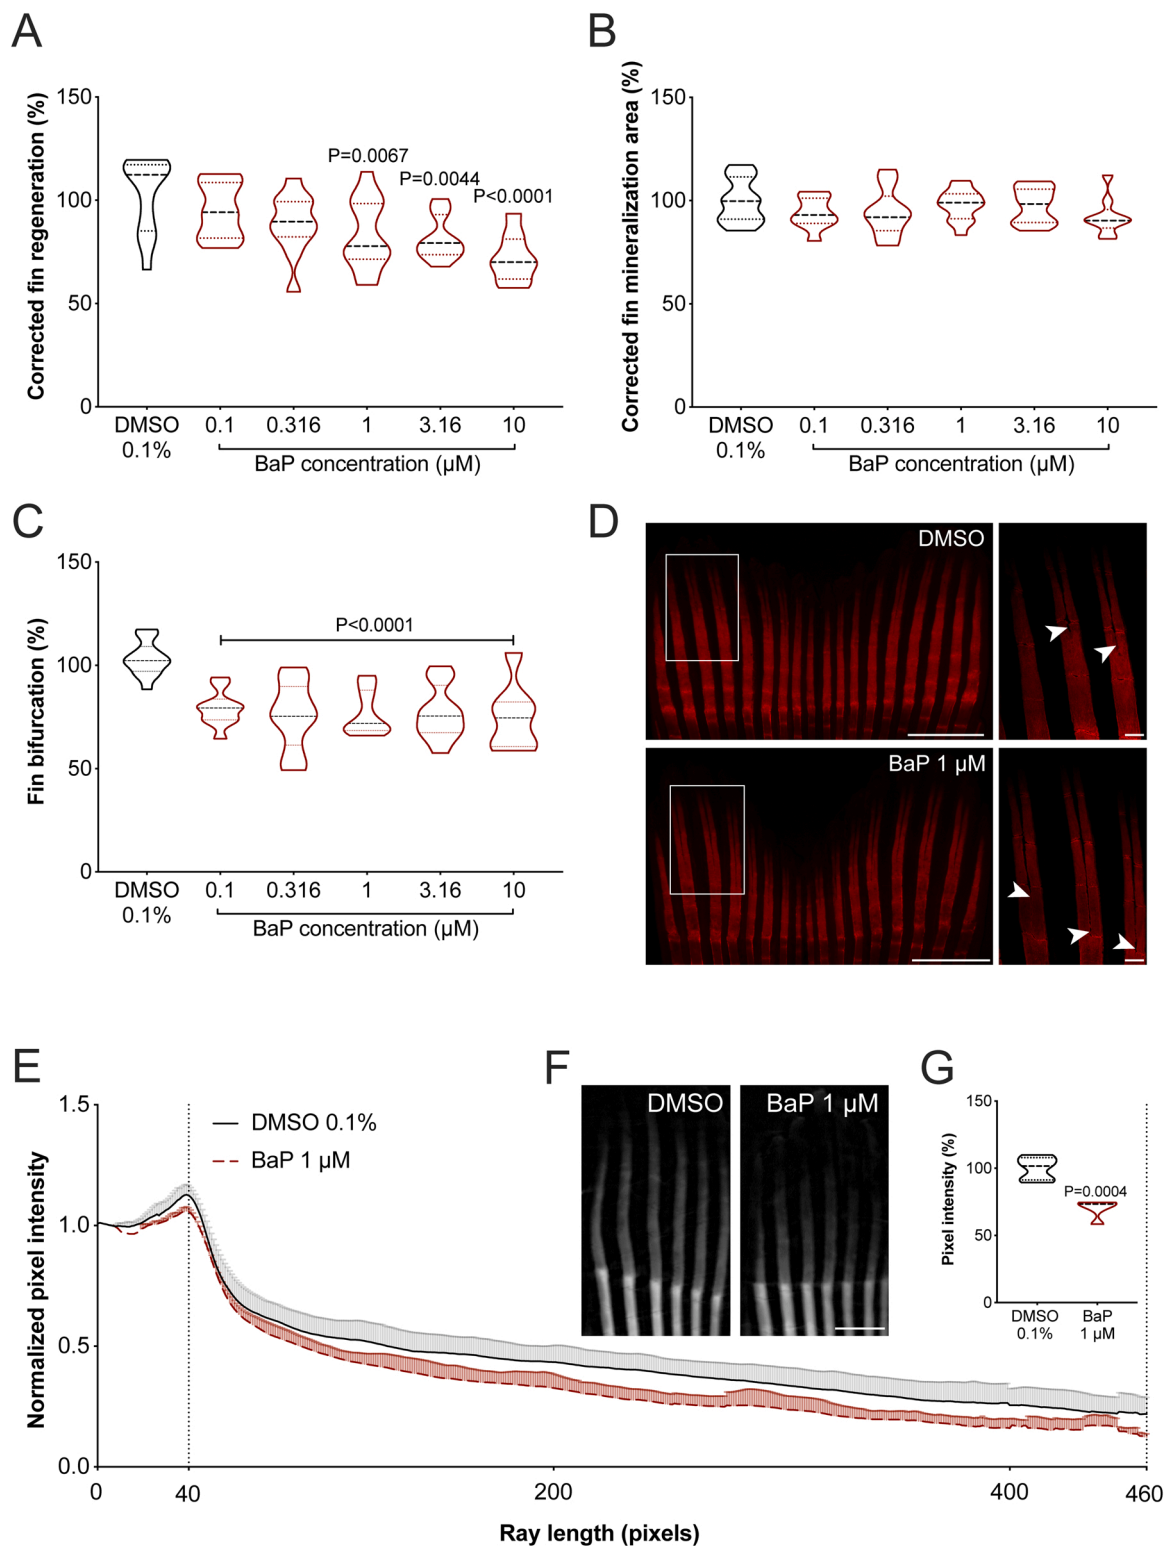 A
Corrected fin regeneration (%)
150
100
50
0
P=0.0067
P=0.0044
P<0.0001
DMSO
0.1%
0.1 0.316 1 3.16 10
BaP concentration (µM)
B
Corrected fin mineralization area (%)
150
100
50
0
DMSO
0.1%
0.1 0.316 1 3.16 10
BaP concentration (µM)
C
Fin bifurcation (%)
150
100
50
0
P<0.0001
DMSO
0.1%
0.1 0.316 1 3.16 10
BaP concentration (µM)
D
DMSO
BaP 1 µM
E
Normalized pixel intensity
1.5
1.0
0.5
0.0
DMSO 0.1%
BaP 1 µM
0 40 200 400 460
Ray length (pixels)
F
DMSO
BaP 1 µM
G
Pixel intensity (%)
150
100
50
0
P=0.0004
DMSO
0.1%
BaP
1 µM